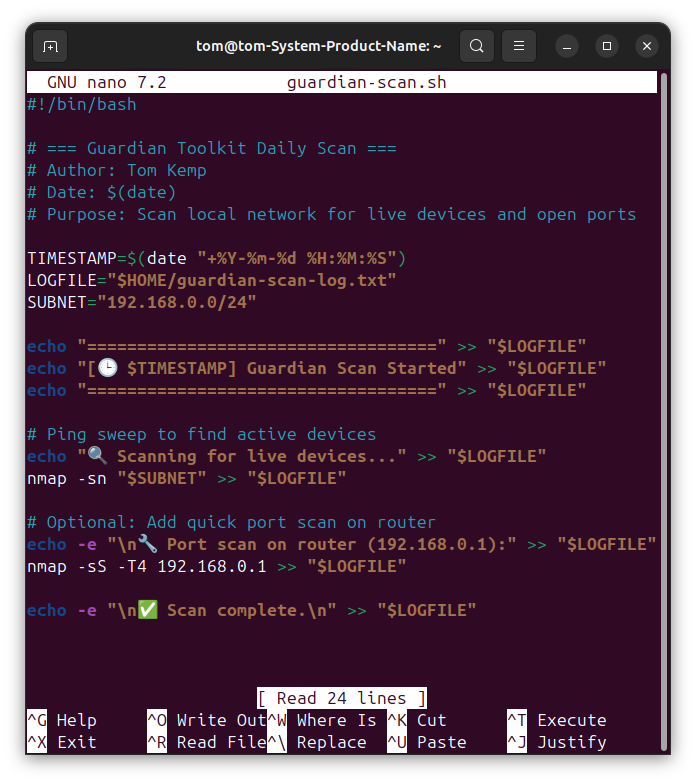 tom@tom-System-Product-Name: ~
GNU nano 7.2 guardian-scan.sh
#!/bin/bash
# === Guardian Toolkit Daily Scan ===
# Author: Tom Kemp
# Date: $(date)
# Purpose: Scan local network for live devices and open ports
TIMESTAMP=$(date "+%Y-%m-%d %H:%M:%S")
LOGFILE="$HOME/guardian-scan-log.txt"
SUBNET="192.168.0.0/24"
echo "===================================" >> "$LOGFILE"
echo "[🕒 $TIMESTAMP] Guardian Scan Started" >> "$LOGFILE"
echo "===================================" >> "$LOGFILE"
# Ping sweep to find active devices
echo "🔍 Scanning for live devices..." >> "$LOGFILE"
nmap -sn "$SUBNET" >> "$LOGFILE"
# Optional: Add quick port scan on router
echo -e "\n🔧 Port scan on router (192.168.0.1):" >> "$LOGFILE"
nmap -sS -T4 192.168.0.1 >> "$LOGFILE"
echo -e "\n✅ Scan complete.\n" >> "$LOGFILE"
[ Read 24 lines ]
^G Help ^O Write Out ^W Where Is ^K Cut ^T Execute
^X Exit ^R Read File ^\ Replace ^U Paste ^J Justify